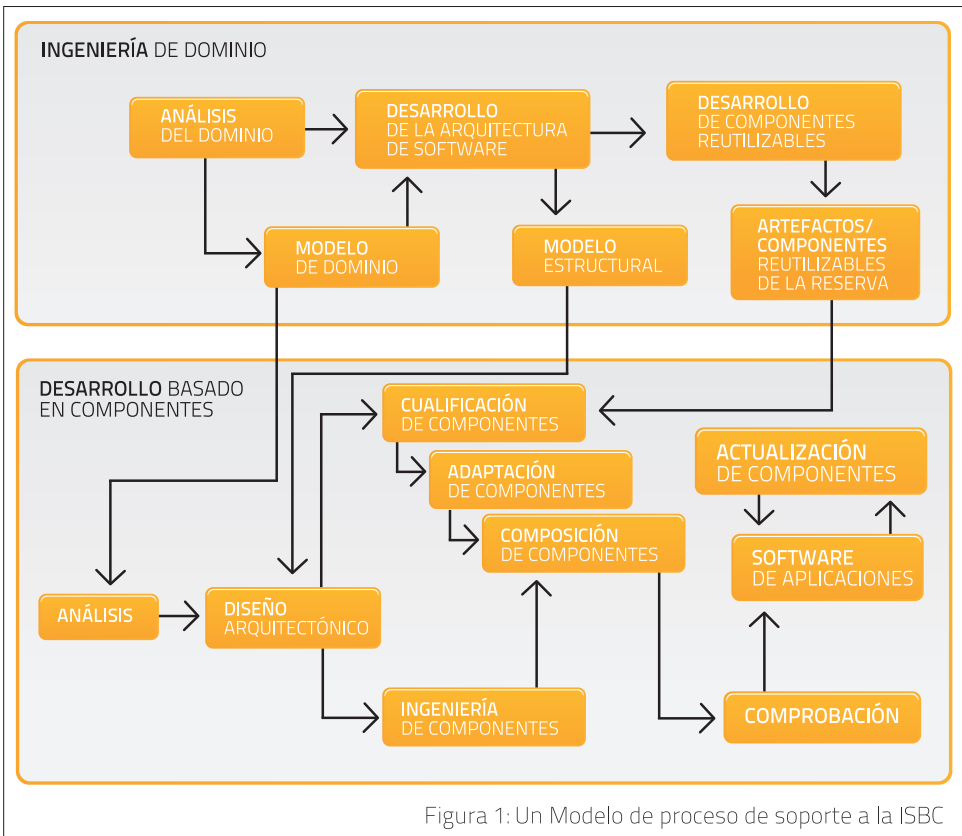 INGENIERÍA DE DOMINIO
ANÁLISIS
DEL DOMINIO
DESARROLLO
DE LA ARQUITECTURA
DE SOFTWARE
DESARROLLO
DE COMPONENTES
REUTILIZABLES
MODELO
DE DOMINIO
MODELO
ESTRUCTURAL
ARTEFACTOS/
COMPONENTES
REUTILIZABLES
DE LA RESERVA
DESARROLLO BASADO
EN COMPONENTES
CUALIFICACIÓN
DE COMPONENTES
ADAPTACIÓN
DE COMPONENTES
COMPOSICIÓN
DE COMPONENTES
ACTUALIZACIÓN
DE COMPONENTES
SOFTWARE
DE APLICACIONES
ANÁLISIS
DISEÑO
ARQUITECTÓNICO
INGENIERÍA
DE COMPONENTES
COMPROBACIÓN
Figura 1: Un Modelo de proceso de soporte a la ISBC